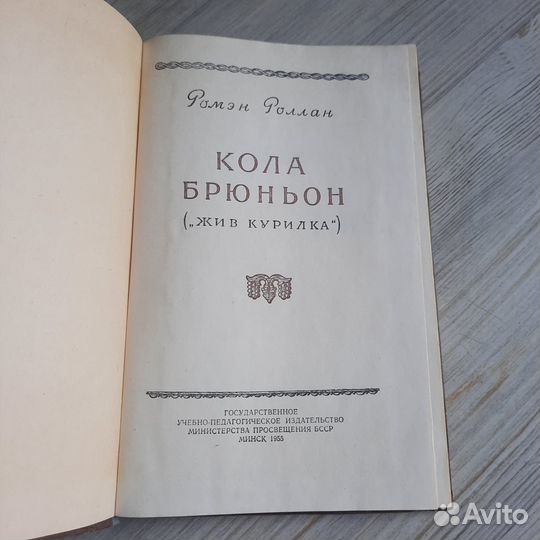 Ромэн Роллан
КОЛА
БРЮНЬОН
(„ЖИВ КУРИЛКА“)
ГОСУДАРСТВЕННОЕ
УЧЕБНО-ПЕДАГОГИЧЕСКОЕ ИЗДАТЕЛЬСТВО
МИНИСТЕРСТВА ПРОСВЕЩЕНИЯ БССР
МИНСК 1955
Avito